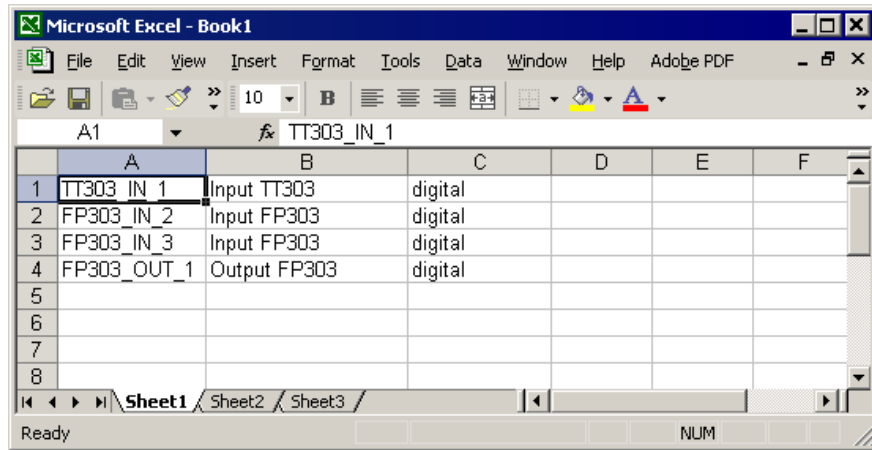 Microsoft Excel - Book1
File Edit View Insert Format Tools Data Window Help Adobe PDF
10 B A
A1 fx TT303_IN_1
A B C D E F
1 TT303_IN_1 Input TT303 digital
2 FP303_IN_2 Input FP303 digital
3 FP303_IN_3 Input FP303 digital
4 FP303_OUT_1 Output FP303 digital
5
6
7
8
Sheet1 Sheet2 Sheet3
Ready NUM